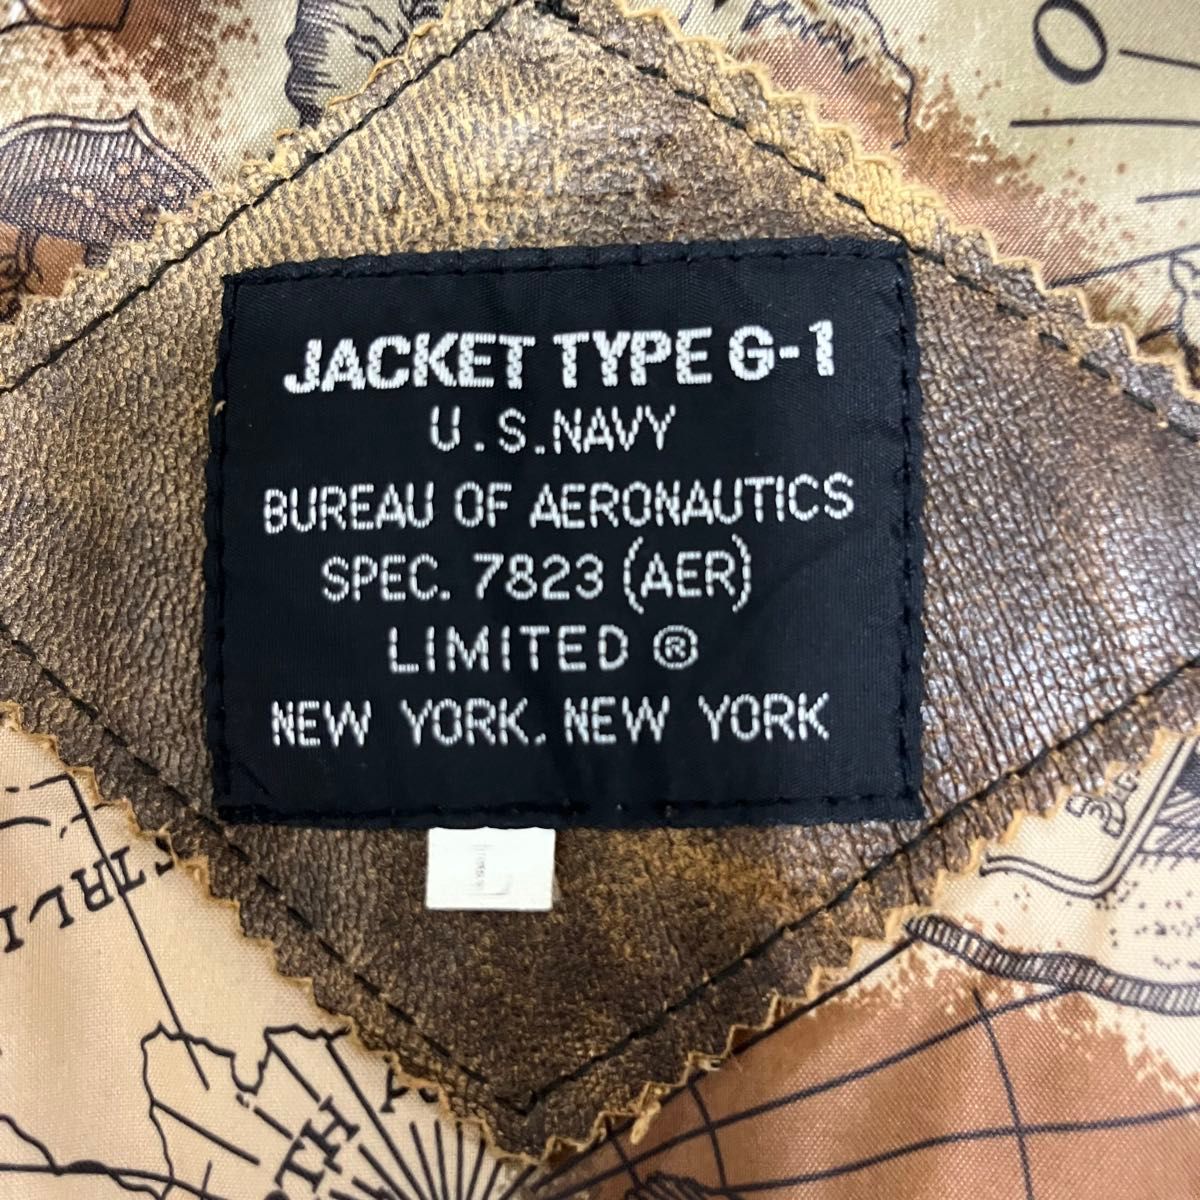 JACKET TYPE G-1
U.S.NAVY
BUREAU OF AERONAUTICS
SPEC. 7823 (AER)
LIMITED ®
NEW YORK. NEW YORK
L